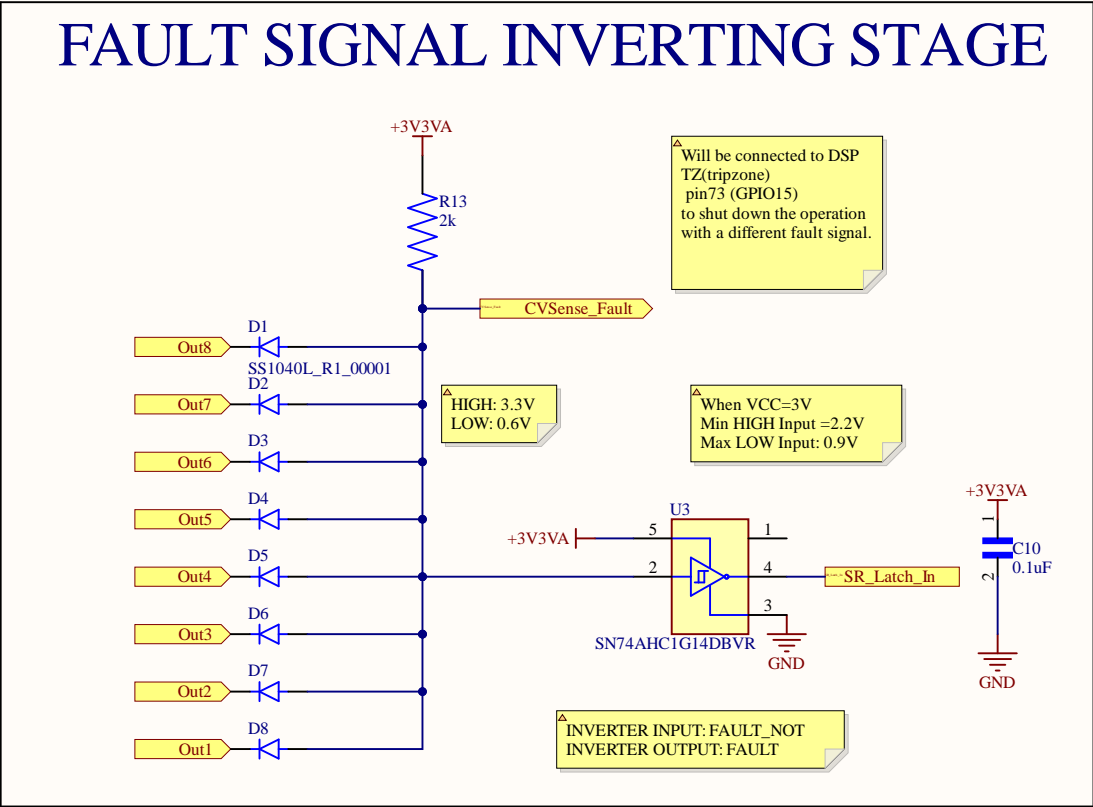 FAULT SIGNAL INVERTING STAGE
+3V3VA
R13
2k
Will be connected to DSP
TZ(tripzone)
pin73 (GPIO15)
to shut down the operation
with a different fault signal.
CVSense_Fault
D1
Out8
SS1040L_R1_00001
D2
Out7
HIGH: 3.3V
LOW: 0.6V
When VCC=3V
Min HIGH Input =2.2V
Max LOW Input: 0.9V
D3
Out6
D4
Out5
+3V3VA
U3
5
1
2
4
3
SN74AHC1G14DBVR
GND
SR_Latch_In
+3V3VA
1
C10
0.1uF
2
GND
D5
Out4
D6
Out3
D7
Out2
D8
Out1
INVERTER INPUT: FAULT_NOT
INVERTER OUTPUT: FAULT